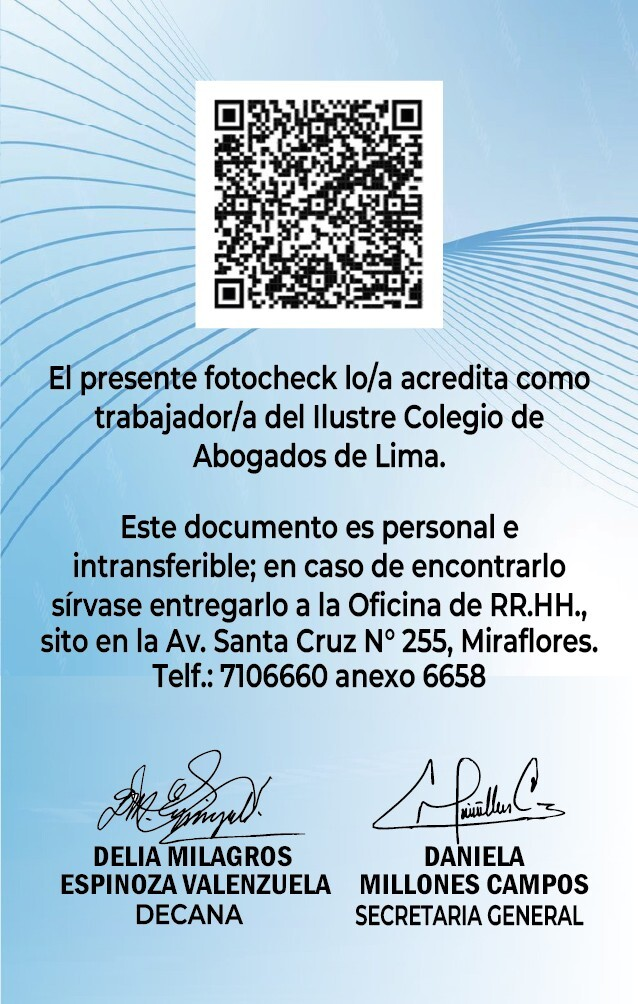 El presente fotocheck lo/a acredita como
trabajador/a del Ilustre Colegio de
Abogados de Lima.
Este documento es personal e
intransferible; en caso de encontrarlo
sírvase entregarlo a la Oficina de RR.HH.,
sito en la Av. Santa Cruz N° 255, Miraflores.
Telf.: 7106660 anexo 6658
DELIA MILAGROS
ESPINOZA VALENZUELA
DECANA
DANIELA
MILLONES CAMPOS
SECRETARIA GENERAL